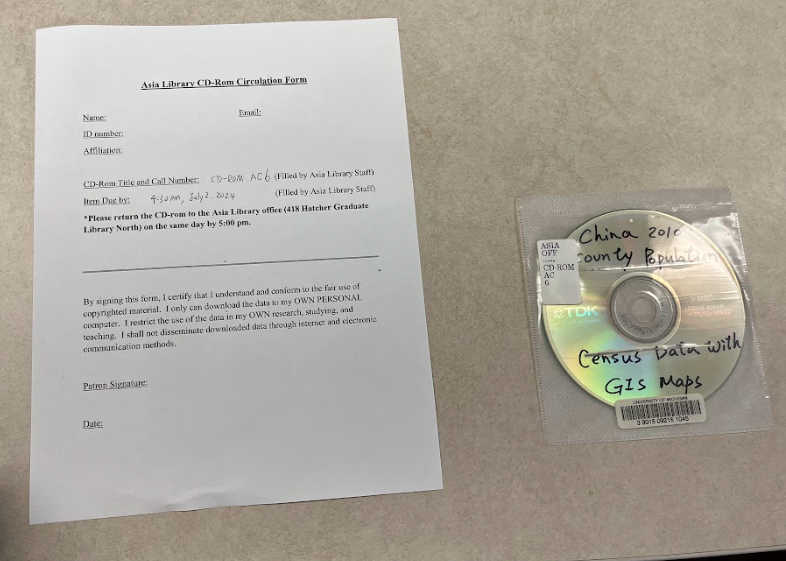 Asia Library CD-Rom Circulation Form
Name: Email:
ID number:
Affiliation:
CD-Rom Title and Call Number: CD-ROM AC 6 (Filled by Asia Library Staff)
Item Due by: 4:30pm, July 2, 2024 (Filled by Asia Library Staff)
*Please return the CD-rom to the Asia Library office (418 Hatcher Graduate
Library North) on the same day by 5:00 pm.
By signing this form, I certify that I understand and conform to the fair use of
copyrighted material. I only can download the data to my OWN PERSONAL
computer. I restrict the use of the data in my OWN research, studying, and
teaching. I shall not disseminate downloaded data through internet and electronic
communication methods.
Patron Signature:
Date:
China 2010
County Population
ASIA
OFF
CD-ROM
AC
6
TDK
Census Data with
GIS Maps
UNIVERSITY OF MICHIGAN
3 9015 09216 1045